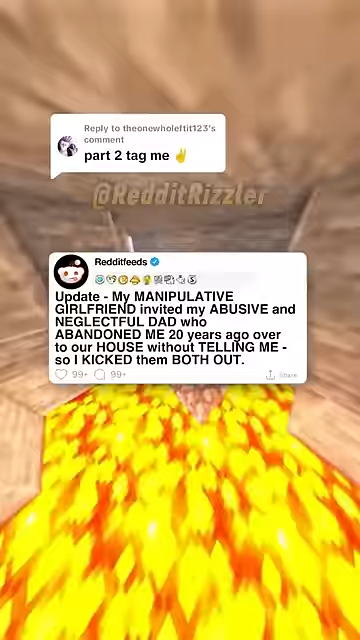 Reply to theonewholeftit123's
comment
part 2 tag me ✌️
@RedditRizzler
Redditfeeds
Update - My MANIPULATIVE
GIRLFRIEND invited my ABUSIVE and
NEGLECTFUL DAD who
ABANDONED ME 20 years ago over
to our HOUSE without TELLING ME -
so I KICKED them BOTH OUT.
99+ 99+ Share